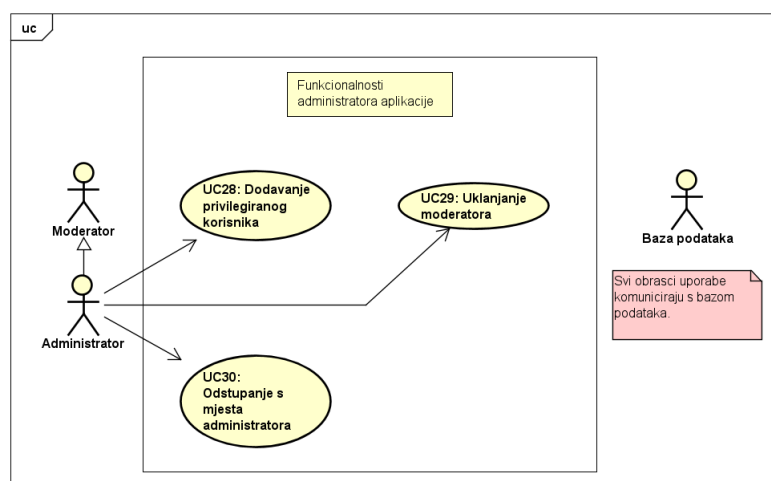 uc
Funkcionalnosti
administratora aplikacije
Moderator
Administrator
UC28: Dodavanje
privilegiranog
korisnika
UC29: Uklanjanje
moderatora
UC30:
Odstupanje s
mjesta
administratora
Baza podataka
Svi obrasci uporabe
komuniciraju s bazom
podataka.